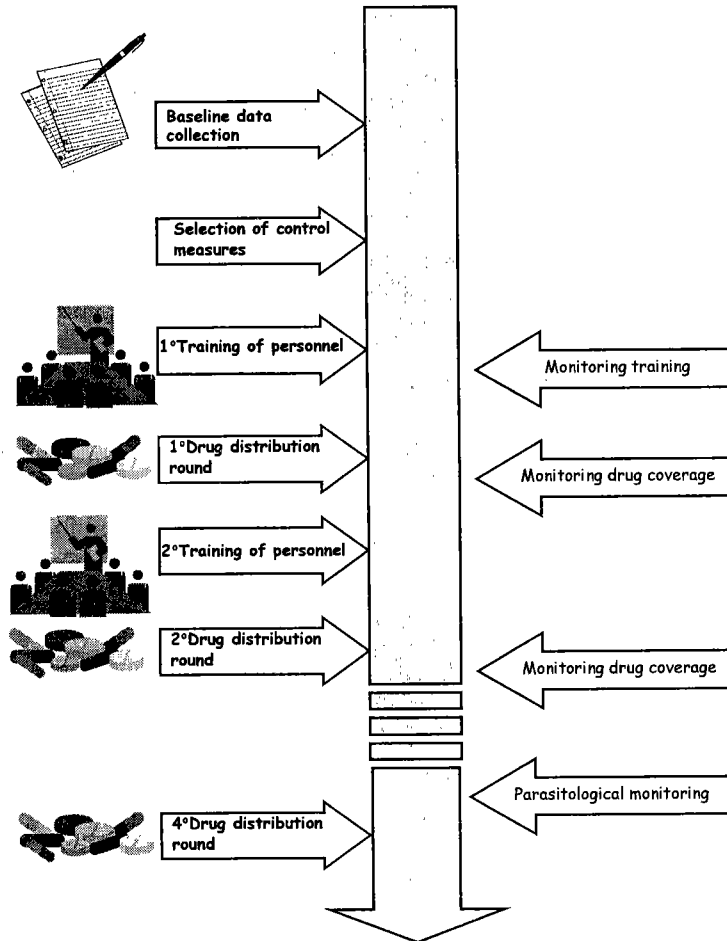 Baseline data
collection
Selection of control
measures
1°Training of personnel
Monitoring training
1°Drug distribution
round
Monitoring drug coverage
2°Training of personnel
2°Drug distribution
round
Monitoring drug coverage
Parasitological monitoring
4°Drug distribution
round